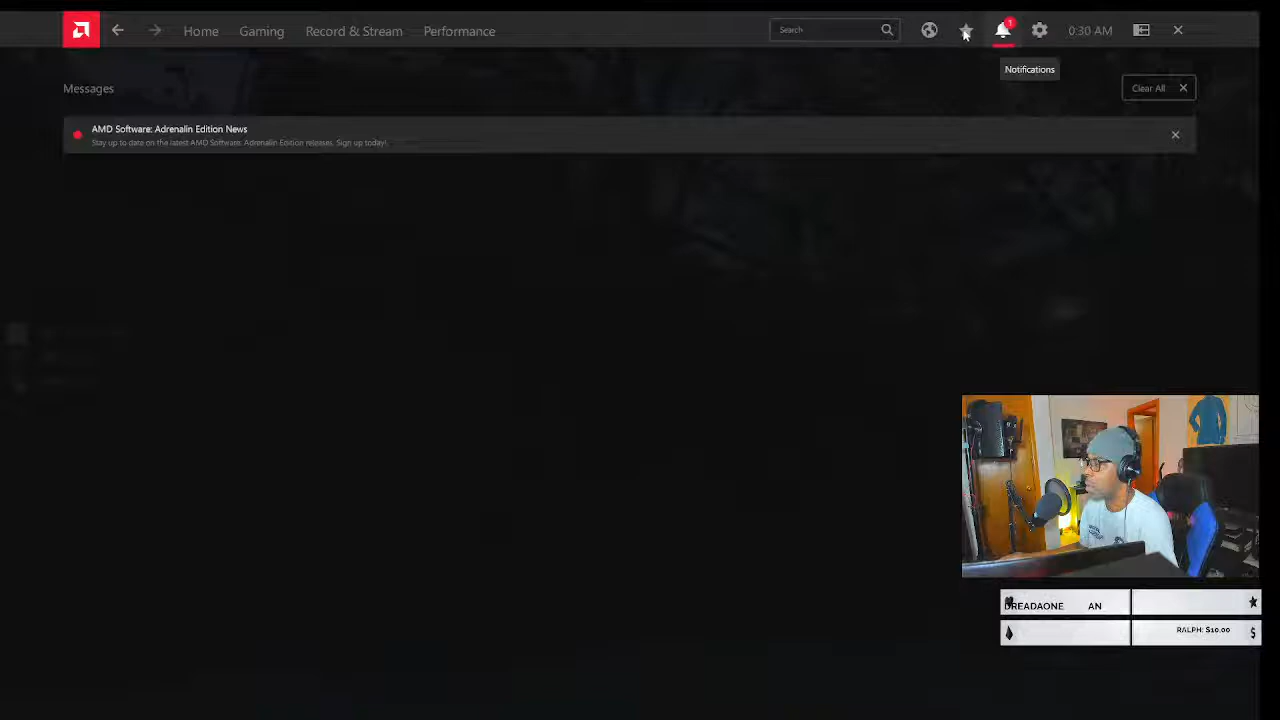 Home Gaming Record & Stream Performance Search 1 0:30 AM
Notifications
Messages Clear All
AMD Software: Adrenalin Edition News
Stay up to date on the latest AMD Software: Adrenalin Edition releases. Sign up today!
DREADAONE AN
RALPH: $10.00 $